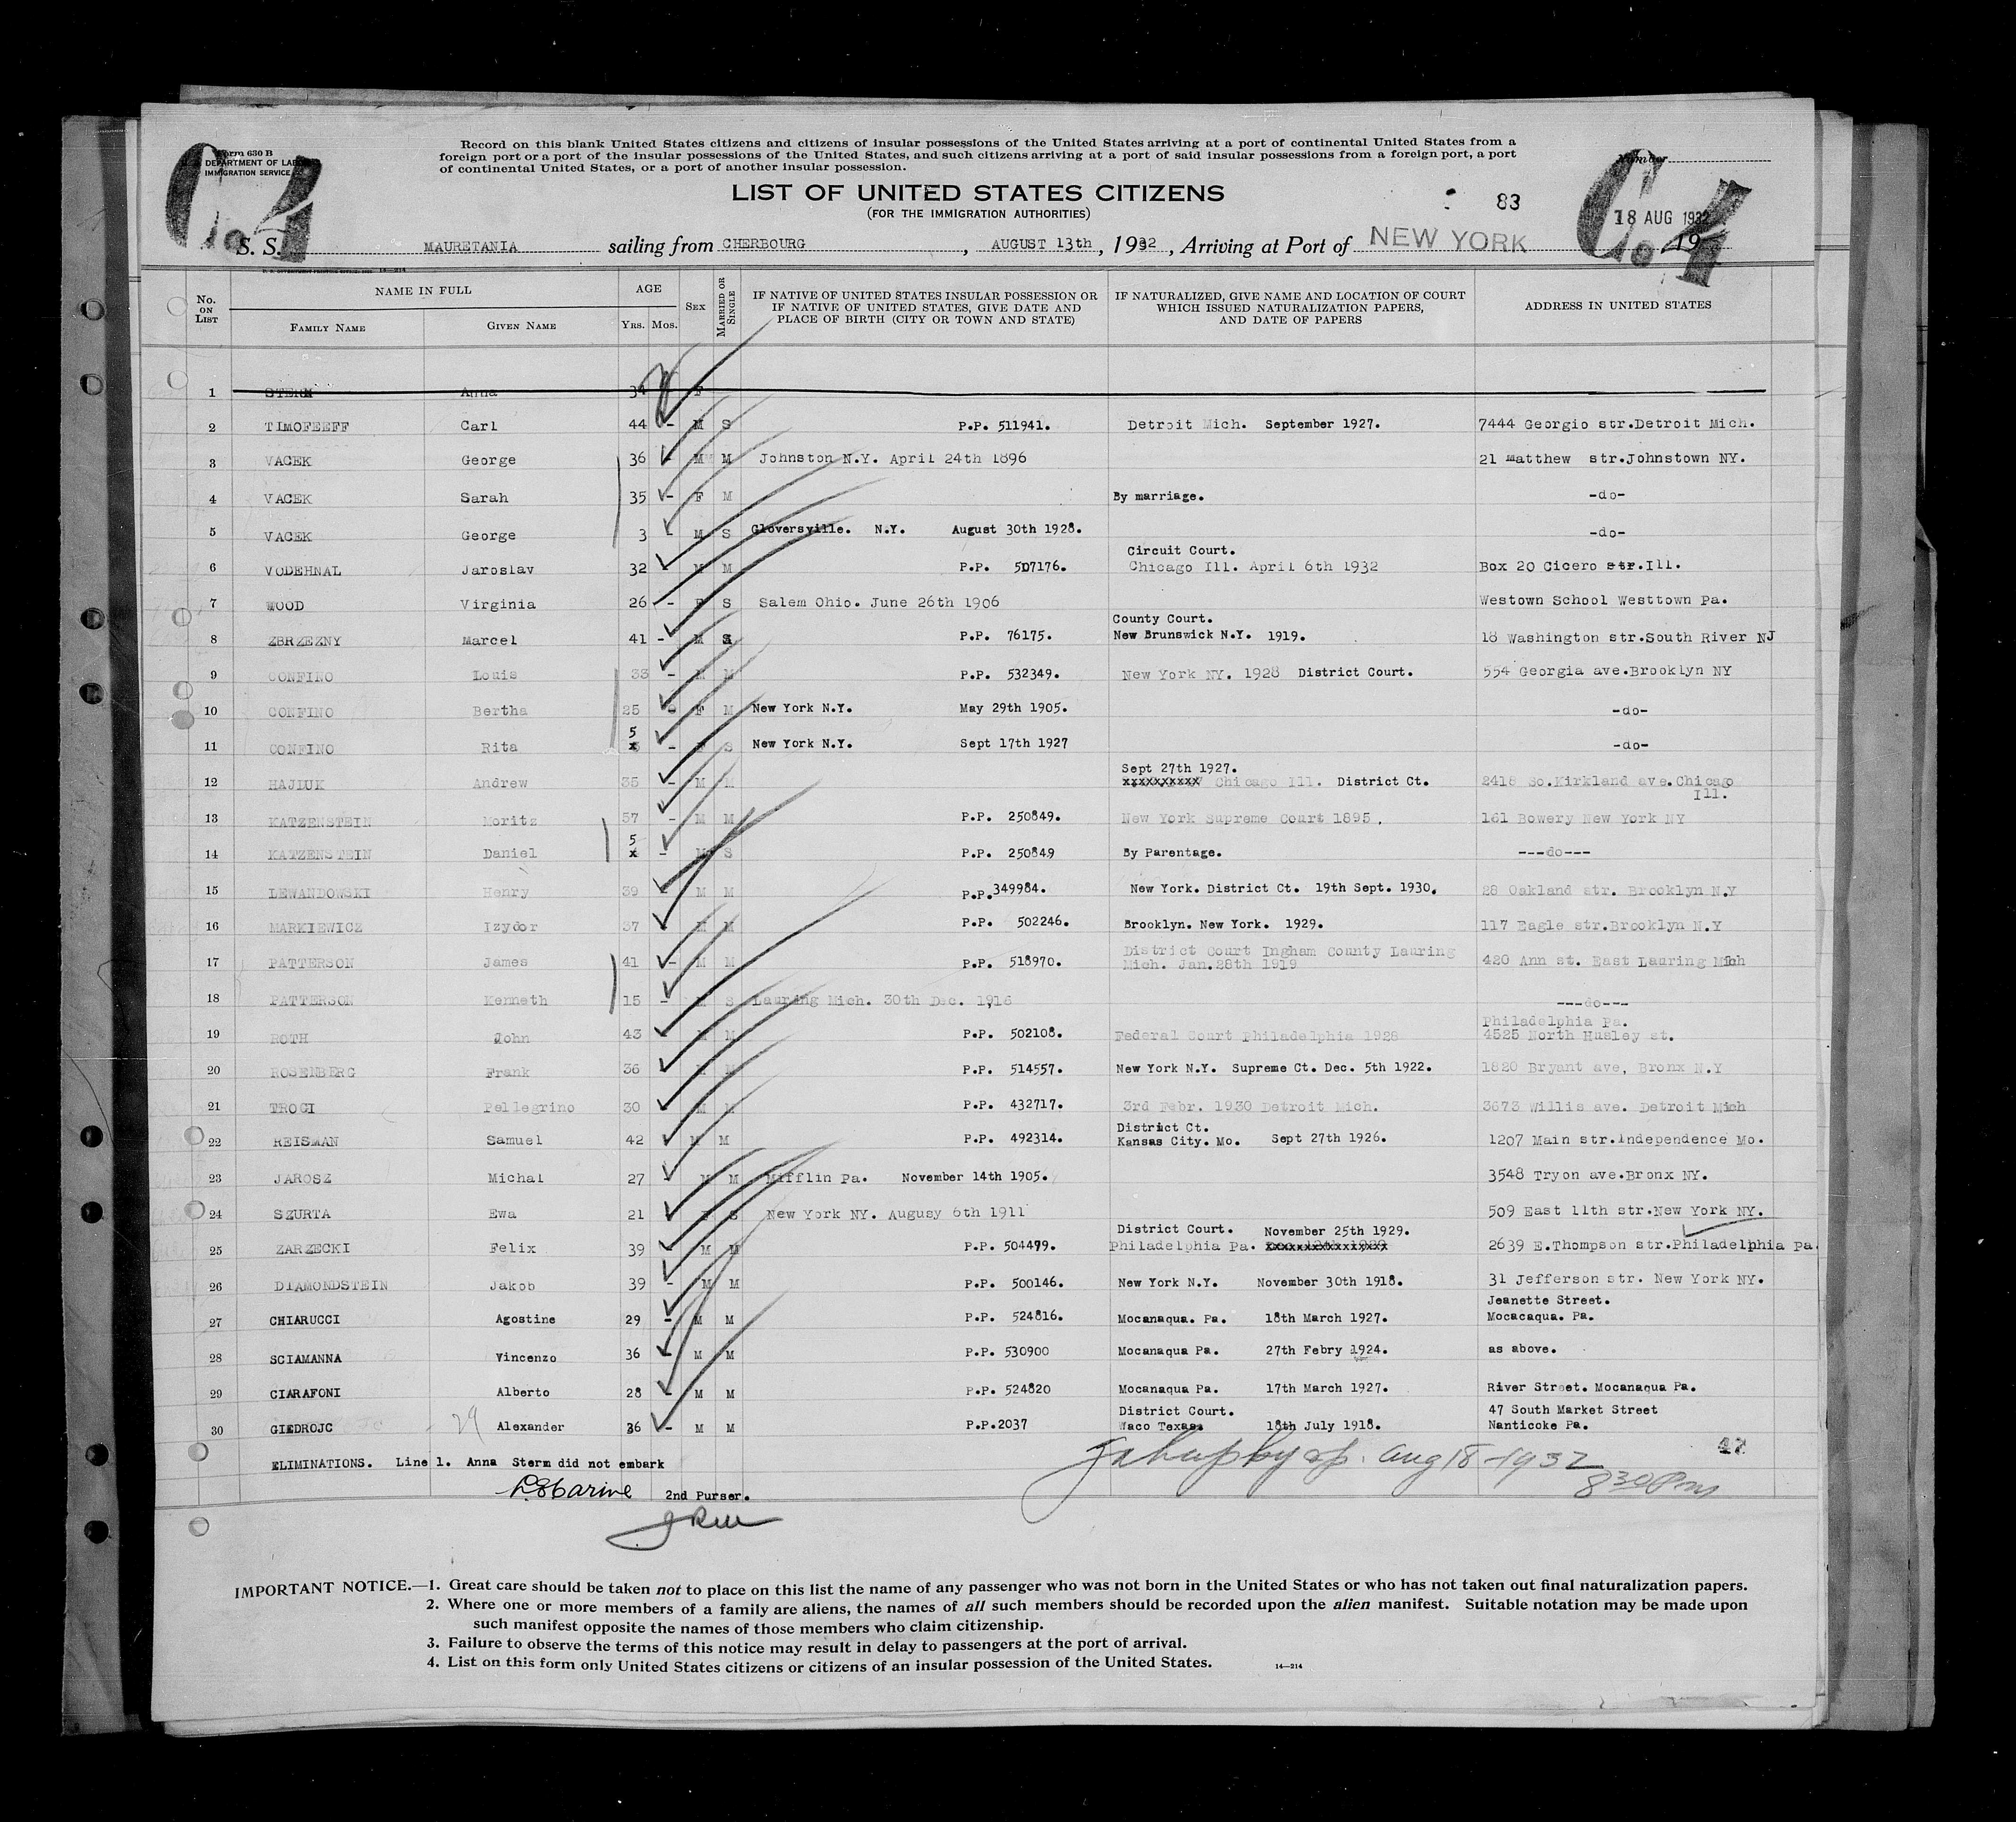 Form 630 B
U. S. DEPARTMENT OF LABOR
IMMIGRATION SERVICE
Record on this blank United States citizens and citizens of insular possessions of the United States arriving at a port of continental United States from a
foreign port or a port of the insular possessions of the United States, and such citizens arriving at a port of said insular possessions from a foreign port, a port
of continental United States, or a port of another insular possession.
Number
C.4
C.4
LIST OF UNITED STATES CITIZENS
(FOR THE IMMIGRATION AUTHORITIES)
83
18 AUG 1932
S. S. MAURETANIA sailing from CHERBOURG , AUGUST 13th , 1932 , Arriving at Port of NEW YORK 19
14—214
No. ON LIST
NAME IN FULL
FAMILY NAME GIVEN NAME
AGE
YRS. MOS.
SEX
MARRIED OR SINGLE
IF NATIVE OF UNITED STATES INSULAR POSSESSION OR
IF NATIVE OF UNITED STATES, GIVE DATE AND
PLACE OF BIRTH (CITY OR TOWN AND STATE)
IF NATURALIZED, GIVE NAME AND LOCATION OF COURT
WHICH ISSUED NATURALIZATION PAPERS,
AND DATE OF PAPERS
ADDRESS IN UNITED STATES
1 STERM Anna 34 F
2 TIMOFEEFF Carl 44 - M S P.P. 511941. Detroit Mich. September 1927. 7444 Georgio str.Detroit Mich.
3 VACEK George 36 - M M Johnston N.Y. April 24th 1896 21 Matthew str.Johnstown NY.
4 VACEK Sarah 35 - F M By marriage. -do-
5 VACEK George 3 - M S Gloversville. N.Y. August 30th 1928. -do-
Circuit Court.
6 VODEHNAL Jaroslav 32 - M M P.P. 507176. Chicago Ill. April 6th 1932 Box 20 Cicero str.Ill.
7 WOOD Virginia 26 - F S Salem Ohio. June 26th 1906 Westown School Westtown Pa.
County Court.
8 ZBRZEZNY Marcel 41 - M S P.P. 76175. New Brunswick N.Y. 1919. 18 Washington str.South River NJ
9 CONFINO Louis 33 - M M P.P. 532349. New York NY. 1928 District Court. 554 Georgia ave.Brooklyn NY
10 CONFINO Bertha 25 - F M New York N.Y. May 29th 1905. -do-
5
11 CONFINO Rita x - F S New York N.Y. Sept 17th 1927 -do-
Sept 27th 1927.
12 HAJDUK Andrew 35 - M M xxxxxxxxxx Chicago Ill. District Ct. 2418 So.Kirkland ave.Chicago
Ill.
13 KATZENSTEIN Moritz 57 - M M P.P. 250849. New York Supreme Court 1895. 161 Bowery New York NY
5
14 KATZENSTEIN Daniel x - M S P.P. 250849 By Parentage. ---do---
15 LEWANDOWSKI Henry 39 - M M P.P.349984. New York. District Ct. 19th Sept. 1930. 28 Oakland str. Brooklyn N.Y
16 MARKIEWICZ Izydor 37 M M P.P. 502246. Brooklyn. New York. 1929. 117 Eagle str.Brooklyn N.Y
District Court Ingham County Lauring
17 PATTERSON James 41 - M M P.P. 518970. Mich. Jan.28th 1919 420 Ann st. East Lauring Mich
18 PATTERSON Kenneth 15 - M S Lauring Mich. 30th Dec. 1916 ---do---
Philadelphia Pa.
19 ROTH John 43 M M P.P. 502108. Federal Court Philadelphia 1928 4525 North Husley st.
20 ROSENBERG Frank 36 M M P.P. 514557. New York N.Y. Supreme Ct. Dec. 5th 1922. 1820 Bryant ave, Bronx N.Y
21 TROCI Pellegrino 30 M M P.P. 432717. 3rd Febr. 1930 Detroit Mich. 3673 Willis ave. Detroit Mich
District Ct.
22 REISMAN Samuel 42 M M P.P. 492314. Kansas City. Mo. Sept 27th 1926. 1207 Main str.Independence Mo.
23 JAROSZ Michal 27 M M Mifflin Pa. November 14th 1905. 3548 Tryon ave.Bronx NY.
24 SZURTA Ewa 21 F S New York NY. Augusy 6th 1911 509 East 11th str.New York NY.
District Court. November 25th 1929.
25 ZARZECKI Felix 39 - M M P.P. 504479. Philadelphia Pa. xxxxxxxxxxxxxxxx 2639 E.Thompson str.Philadelphia Pa.
26 DIAMONDSTEIN Jakob 39 - M M P.P. 500146. New York N.Y. November 30th 1918. 31 Jefferson str. New York NY.
Jeanette Street.
27 CHIARUCCI Agostine 29 - M M P.P. 524816. Mocanaqua. Pa. 18th March 1927. Mocacaqua. Pa.
28 SCIAMANNA Vincenzo 36 - M M P.P. 530900 Mocanaqua Pa. 27th Febry 1924. as above.
29 CIARAFONI Alberto 28 - M M P.P. 524820 Mocanaqua Pa. 17th March 1927. River Street. Mocanaqua Pa.
District Court. 47 South Market Street
30 GIEDROJC 29 Alexander 36 - M M P.P.2037 Waco Texas 18th July 1918. Nanticoke Pa.
47
ELIMINATIONS. Line 1. Anna Sterm did not embark
Aug 18-1932
8 30 Pm
2nd Purser.
IMPORTANT NOTICE.—1. Great care should be taken not to place on this list the name of any passenger who was not born in the United States or who has not taken out final naturalization papers.
2. Where one or more members of a family are aliens, the names of all such members should be recorded upon the alien manifest. Suitable notation may be made upon
such manifest opposite the names of those members who claim citizenship.
3. Failure to observe the terms of this notice may result in delay to passengers at the port of arrival.
4. List on this form only United States citizens or citizens of an insular possession of the United States.
14—214